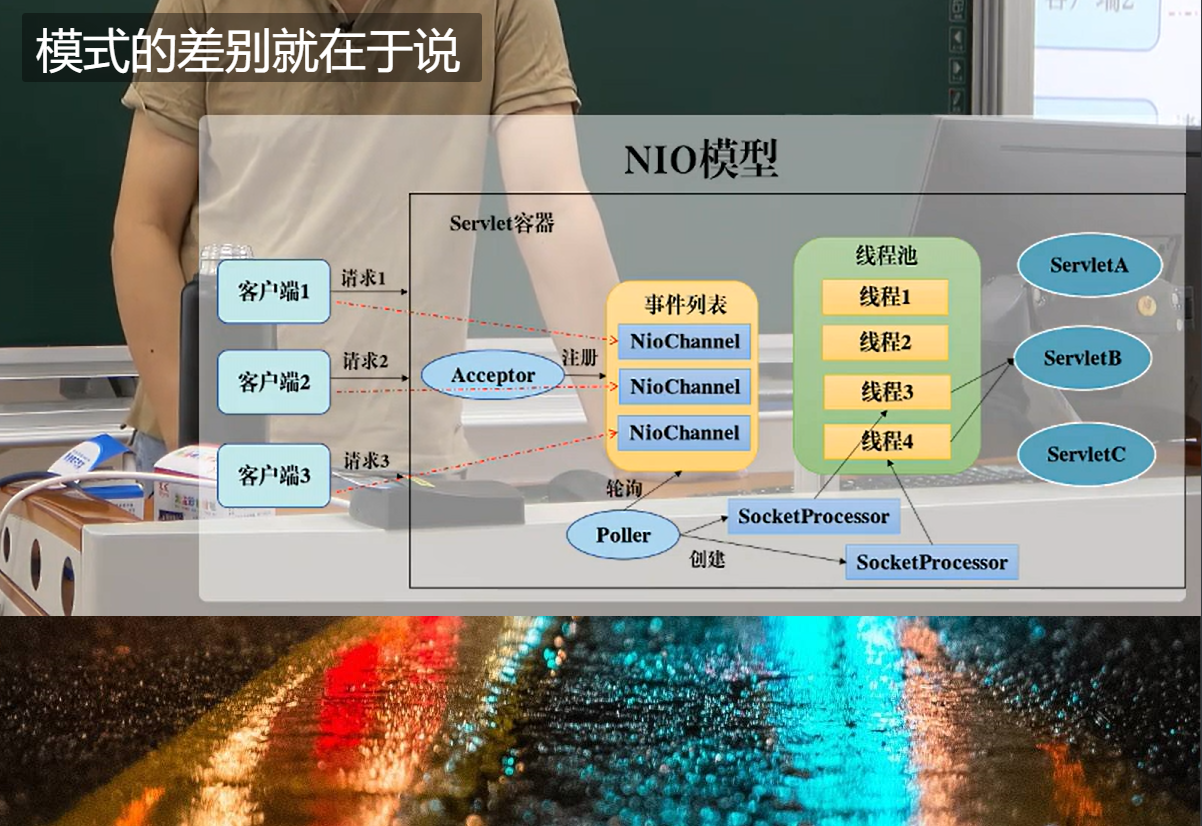 模式的差别就在于说
NIO模型
Servlet容器
客户端1
请求1
客户端2
请求2
客户端3
请求3
Acceptor
注册
事件列表
NioChannel
NioChannel
NioChannel
轮询
Poller
创建
SocketProcessor
SocketProcessor
线程池
线程1
线程2
线程3
线程4
ServletA
ServletB
ServletC